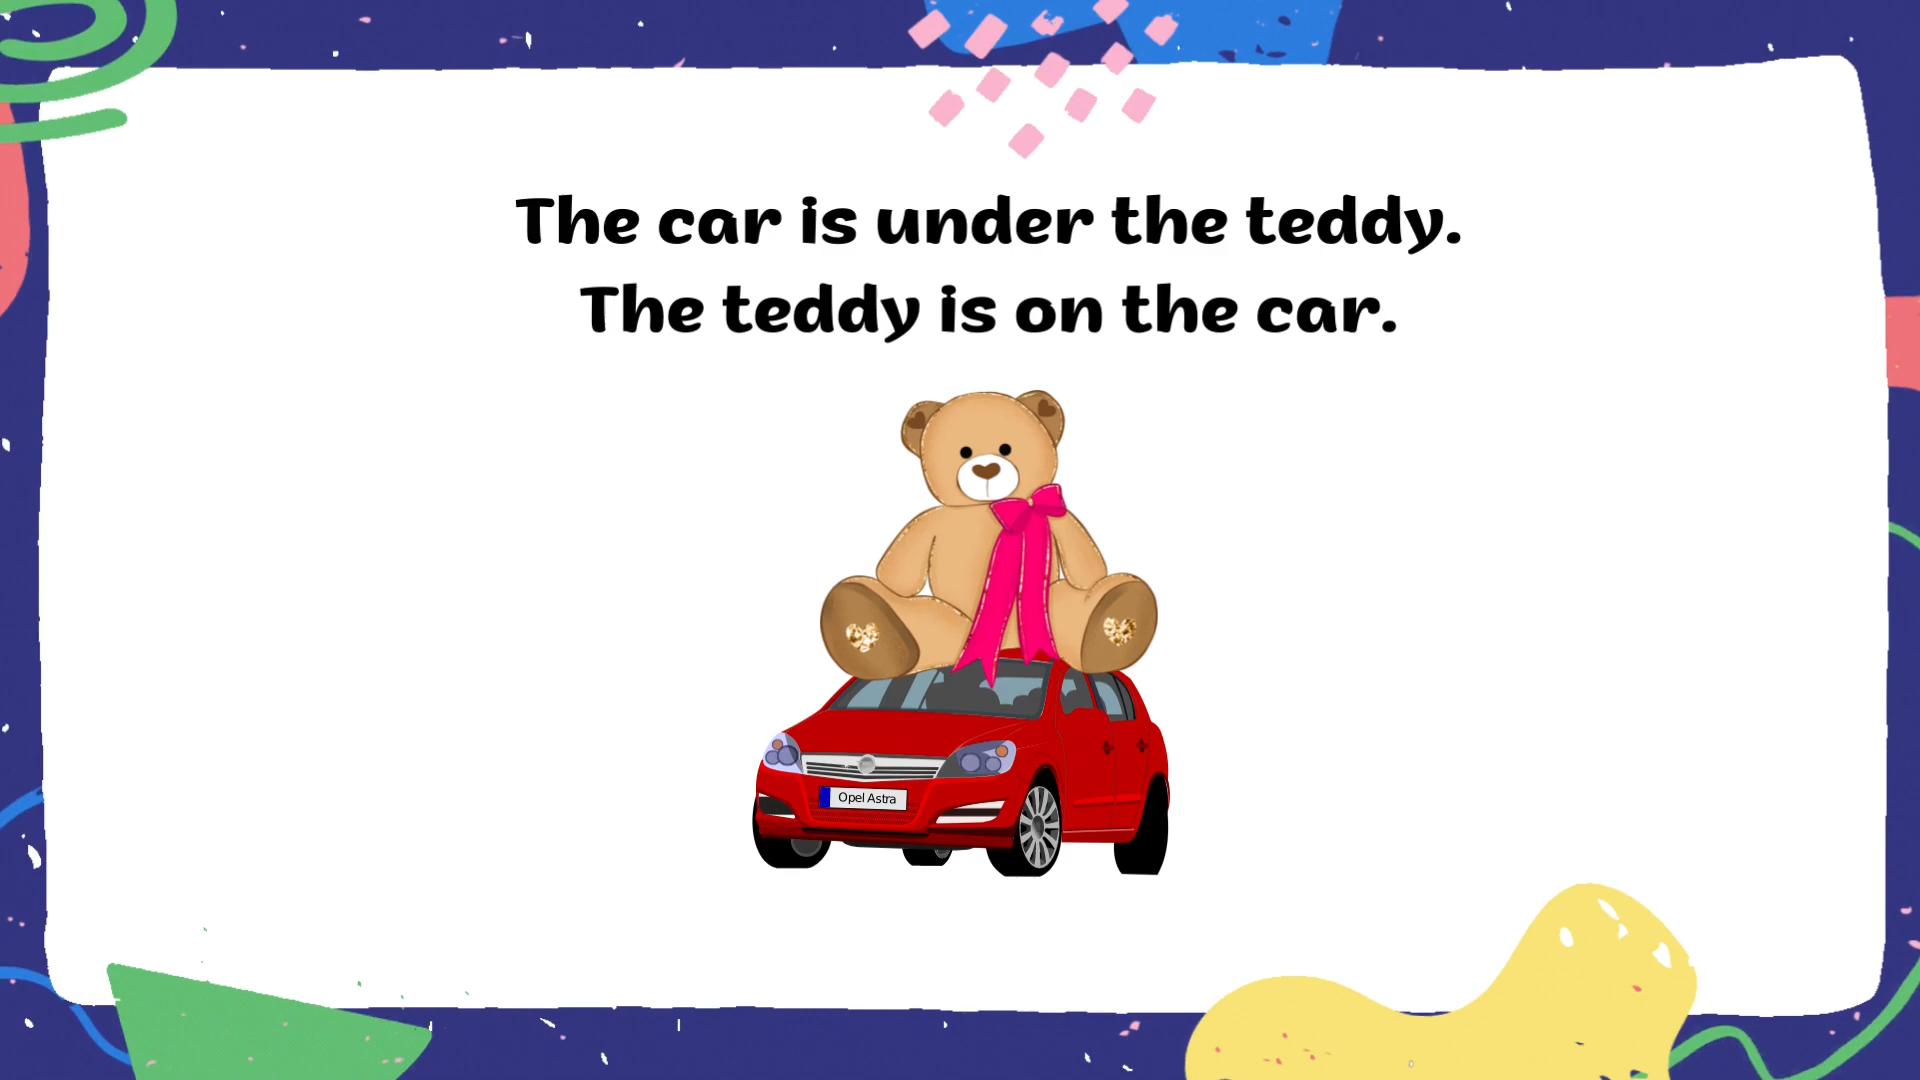 The car is under the teddy.
The teddy is on the car.
Opel Astra